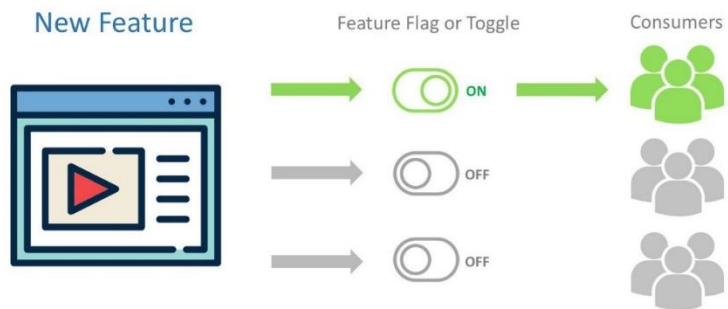 New Feature
Feature Flag or Toggle
Consumers
ON
OFF
OFF